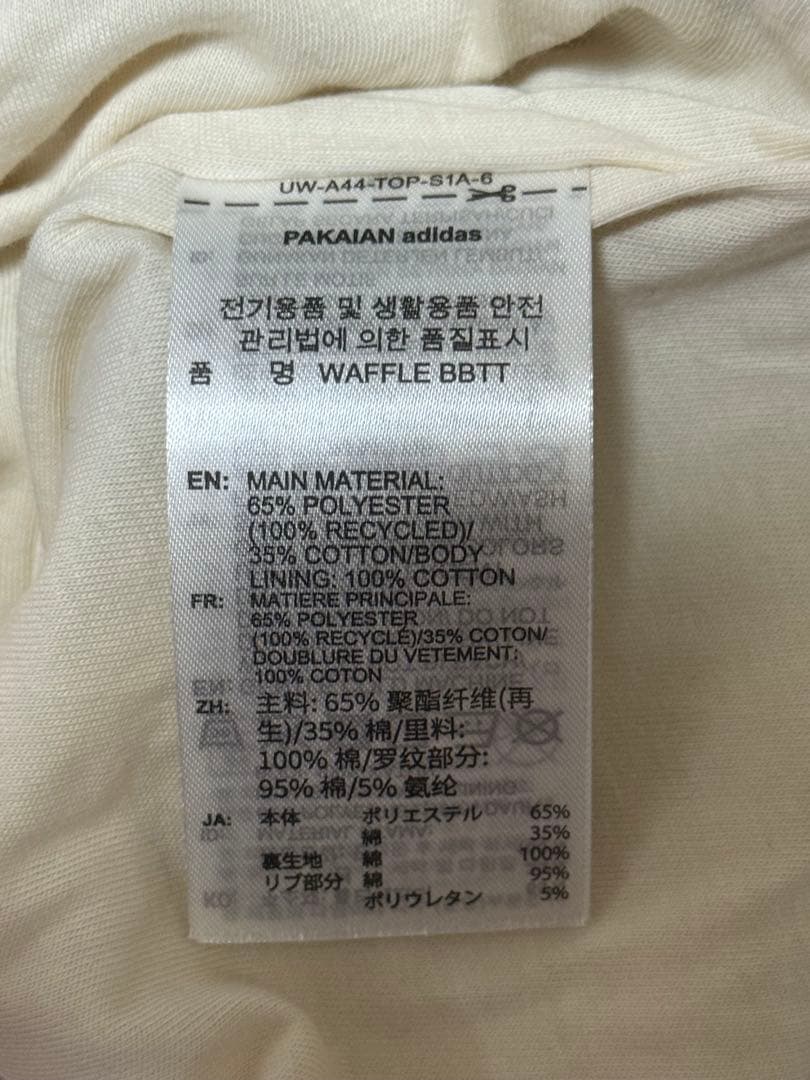 UW-A44-TOP-S1A-6
PAKAIAN adidas
전기용품 및 생활용품 안전
관리법에 의한 품질표시
품 명 WAFFLE BBTT
EN: MAIN MATERIAL:
65% POLYESTER
(100% RECYCLED)/
35% COTTON/BODY
LINING: 100% COTTON
FR: MATIERE PRINCIPALE:
65% POLYESTER
(100% RECYCLÉ)/35% COTON/
DOUBLURE DU VETEMENT:
100% COTON
ZH: 主料: 65% 聚酯纤维(再
生)/35% 棉/里料:
100% 棉/罗纹部分:
95% 棉/5% 氨纶
JA: 本体 ポリエステル 65%
綿 35%
裏生地 綿 100%
リブ部分 綿 95%
ポリウレタン 5%